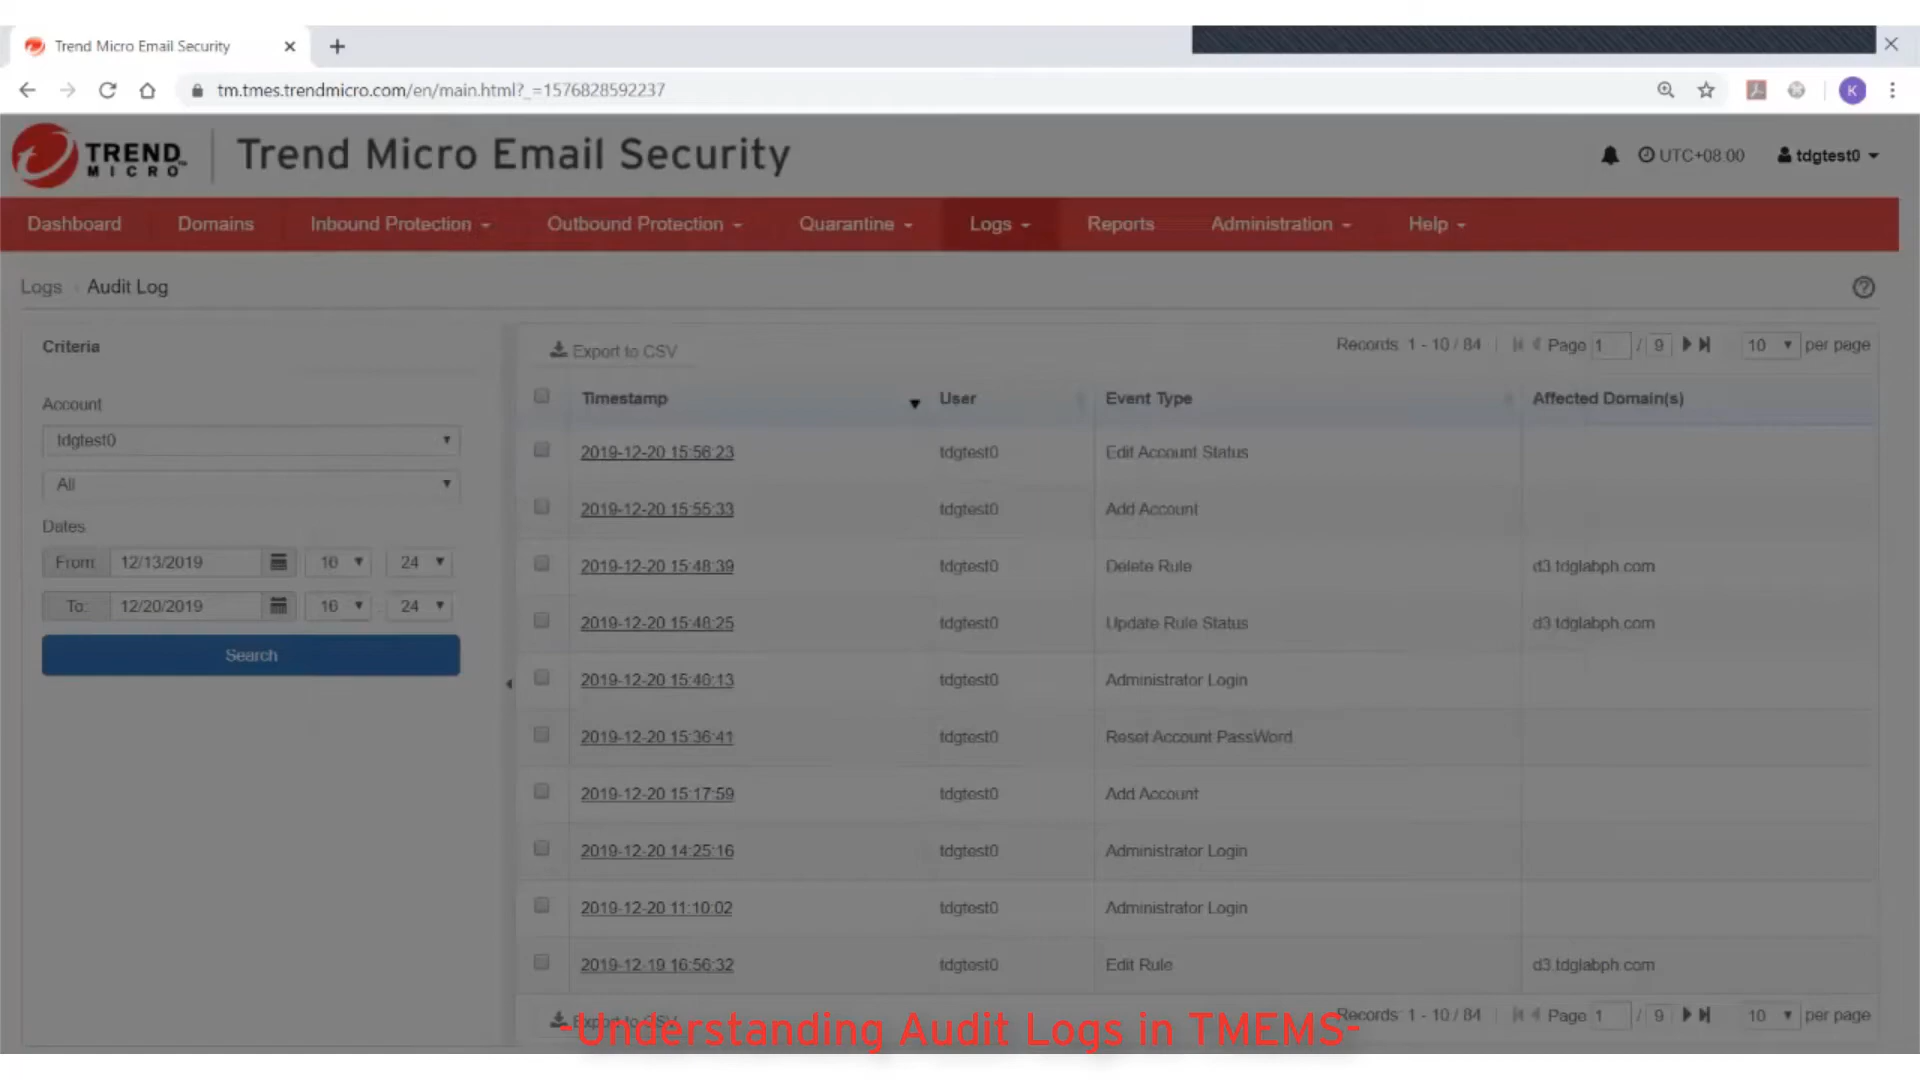 Trend Micro Email Security
tm.tmes.trendmicro.com/en/main.html?_=1576828592237
K
TREND MICRO
Trend Micro Email Security
UTC+08:00
tdgtest0
Dashboard Domains Inbound Protection Outbound Protection Quarantine Logs Reports Administration Help
Logs Audit Log
Criteria
Account
tdgtest0
All
Dates
From: 12/13/2019 16 24
To: 12/20/2019 16 24
Search
Export to CSV
Records: 1 - 10 / 84 Page 1 / 9 10 per page
Timestamp User Event Type Affected Domain(s)
2019-12-20 15:56:23 tdgtest0 Edit Account Status
2019-12-20 15:55:33 tdgtest0 Add Account
2019-12-20 15:48:39 tdgtest0 Delete Rule d3.tdglabph.com
2019-12-20 15:48:25 tdgtest0 Update Rule Status d3.tdglabph.com
2019-12-20 15:46:13 tdgtest0 Administrator Login
2019-12-20 15:36:41 tdgtest0 Reset Account PassWord
2019-12-20 15:17:59 tdgtest0 Add Account
2019-12-20 14:25:16 tdgtest0 Administrator Login
2019-12-20 11:10:02 tdgtest0 Administrator Login
2019-12-19 16:56:32 tdgtest0 Edit Rule d3.tdglabph.com
Export to CSV
Records: 1 - 10 / 84 Page 1 / 9 10 per page
-Understanding Audit Logs in TMEMS-